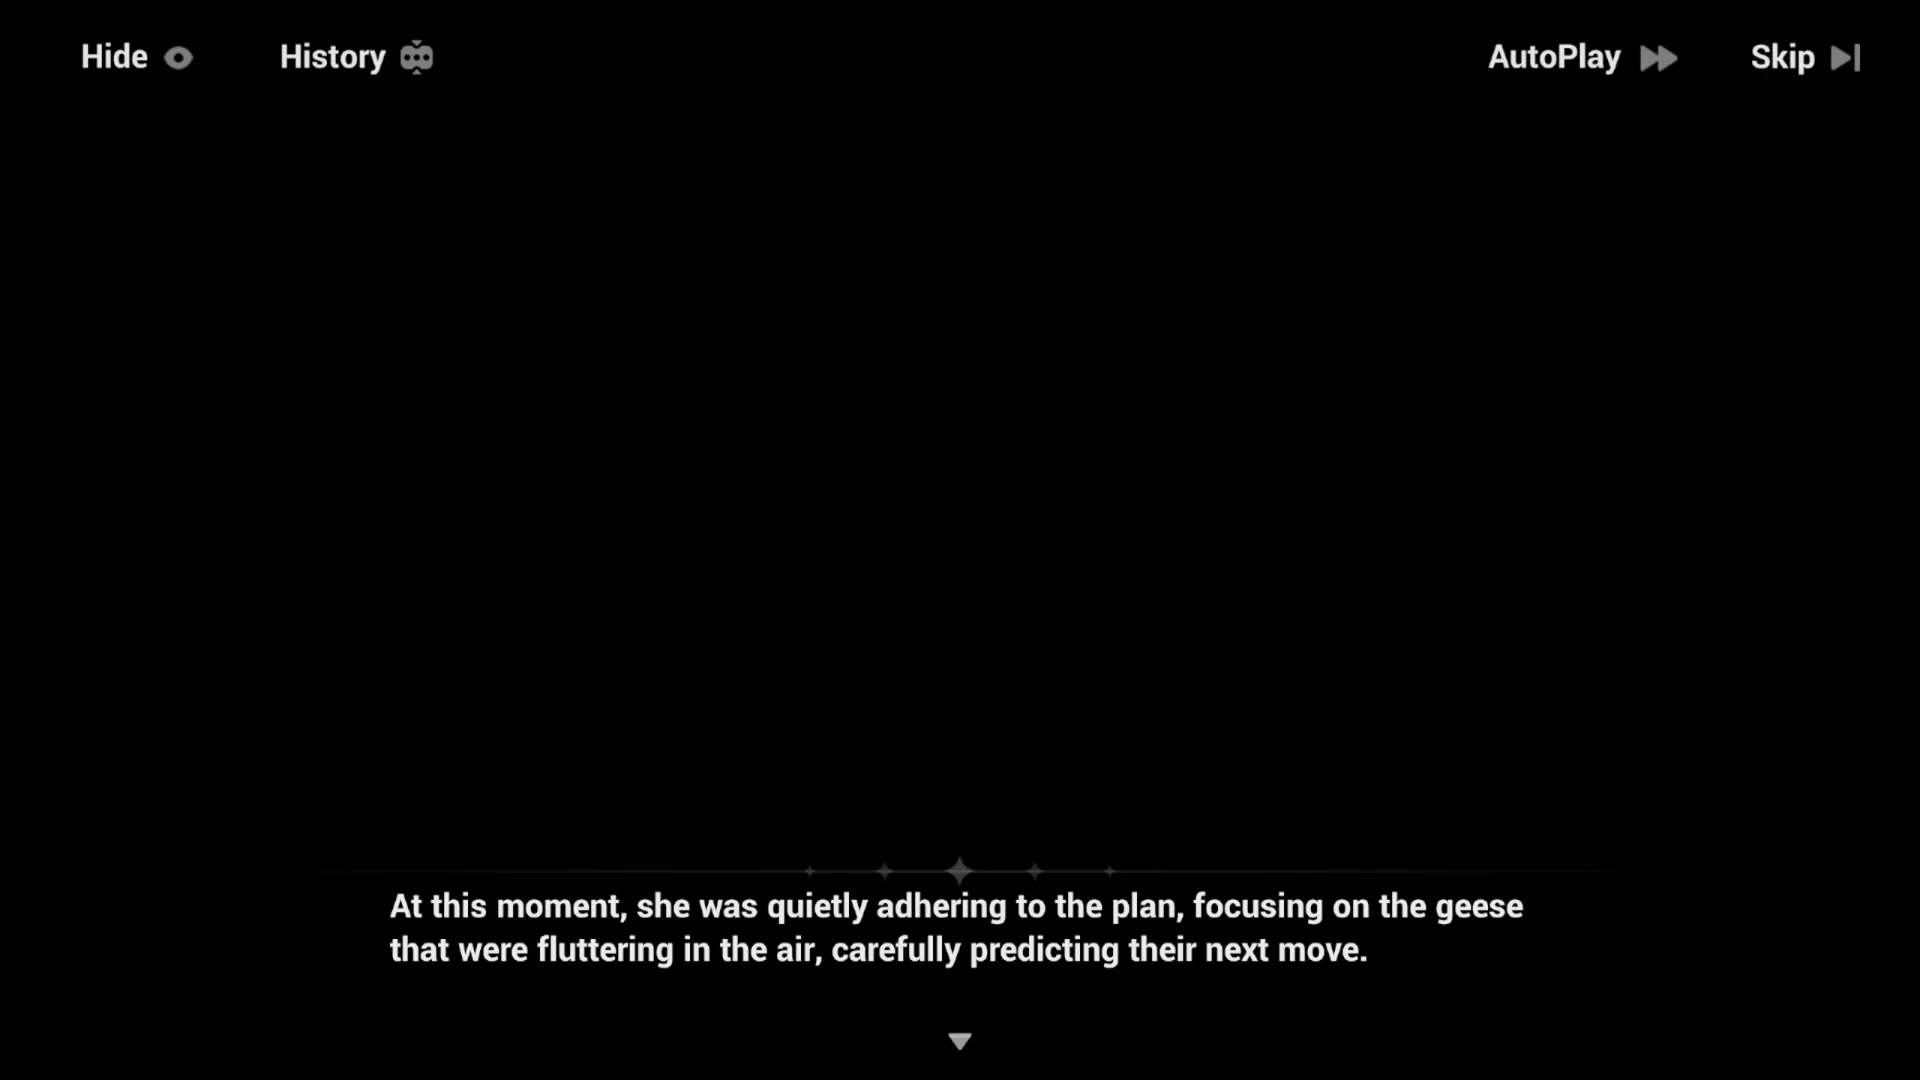 Hide
History
AutoPlay
Skip
At this moment, she was quietly adhering to the plan, focusing on the geese
that were fluttering in the air, carefully predicting their next move.